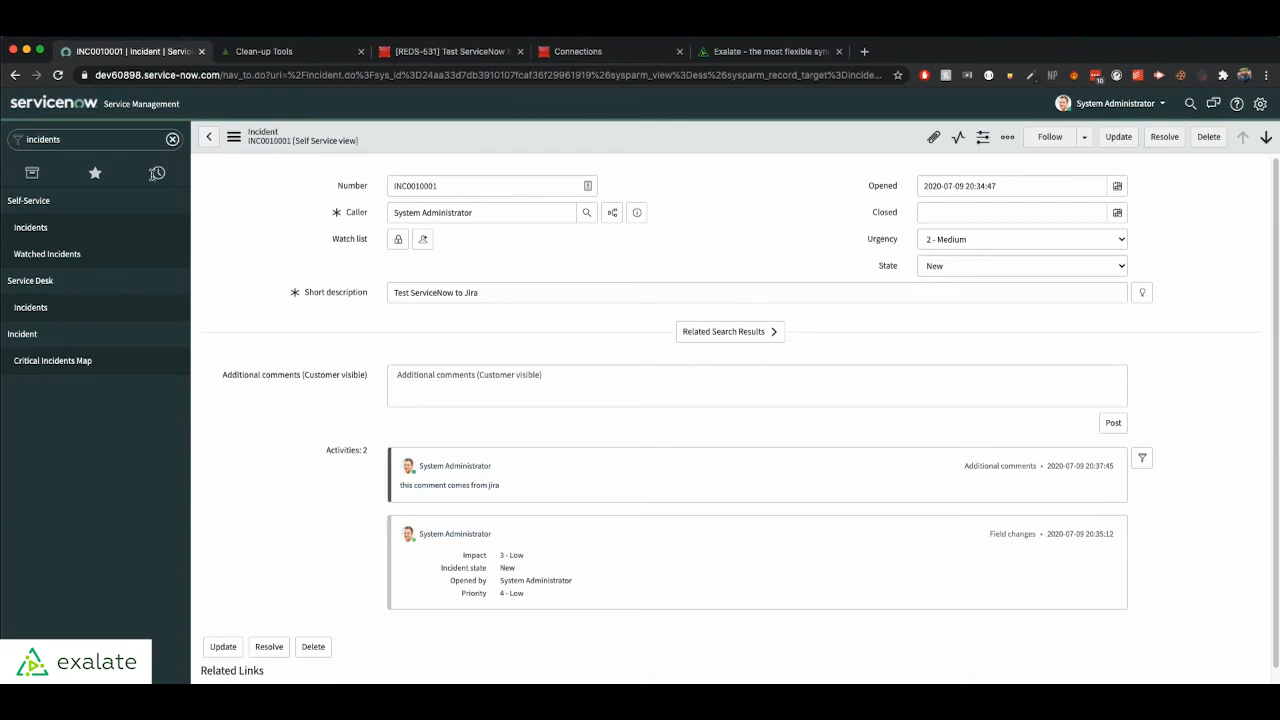 INC0010001 | Incident | Servic
Clean-up Tools
[REDS-531] Test ServiceNow to
Connections
Exalate - the most flexible syn
dev60898.service-now.com/nav_to.do?uri=%2Fincident.do%3Fsys_id%3D24aa33d7db3910107fcaf36f29961919%26sysparm_view%3Dess%26sysparm_record_target%3Dincide...
NP
10
servicenow Service Management
System Administrator
incidents
Incident
INC0010001 [Self Service view]
Follow
Update
Resolve
Delete
Self-Service
Incidents
Watched Incidents
Service Desk
Incidents
Incident
Critical Incidents Map
Number
INC0010001
Opened
2020-07-09 20:34:47
Caller
System Administrator
Closed
Watch list
Urgency
2 - Medium
State
New
Short description
Test ServiceNow to Jira
Related Search Results
Additional comments (Customer visible)
Additional comments (Customer visible)
Post
Activities: 2
System Administrator
Additional comments • 2020-07-09 20:37:45
this comment comes from jira
System Administrator
Field changes • 2020-07-09 20:35:12
Impact 3 - Low
Incident state New
Opened by System Administrator
Priority 4 - Low
Update
Resolve
Delete
Related Links
exalate